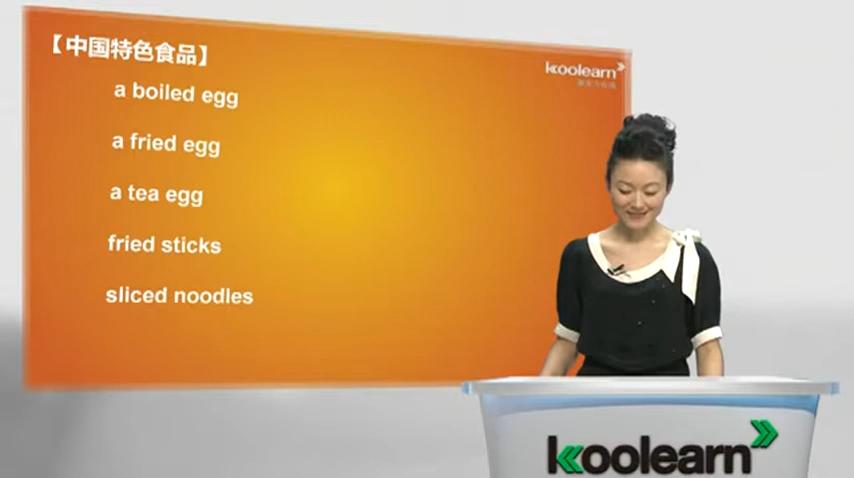 【中国特色食品】
koolearn
a boiled egg
a fried egg
a tea egg
fried sticks
sliced noodles
koolearn